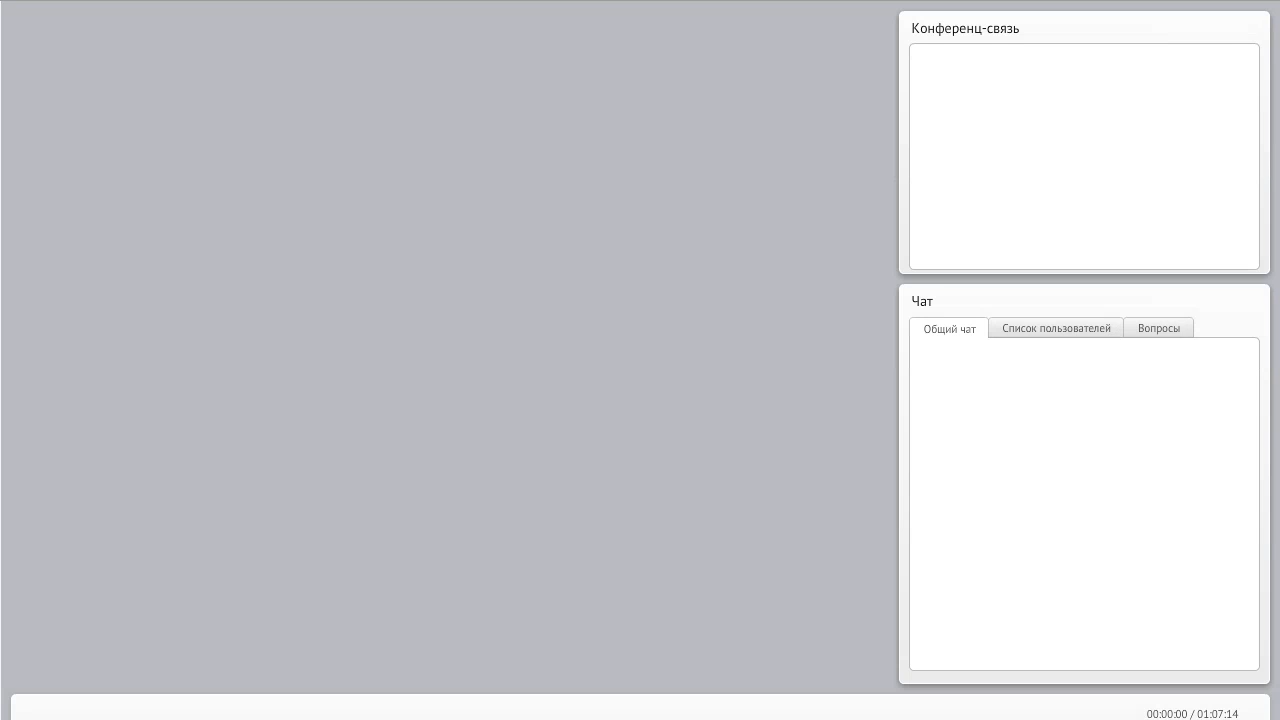 Конференц-связь
Чат
Общий чат
Список пользователей
Вопросы
00:00:00 / 01:07:14